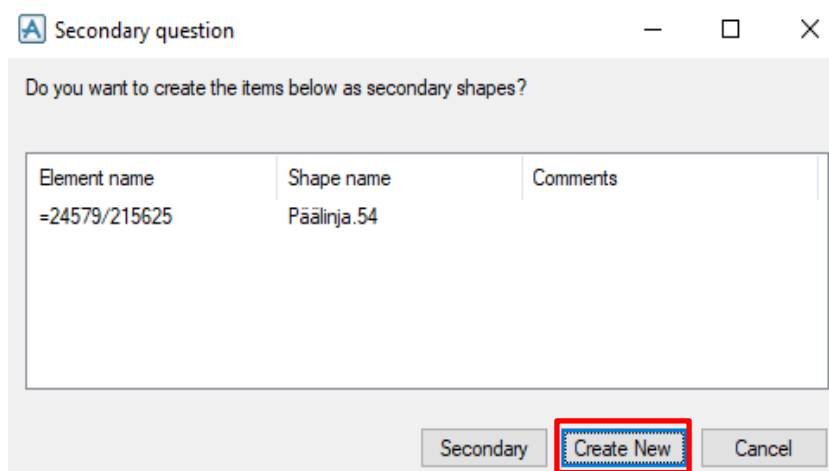 Secondary question
Do you want to create the items below as secondary shapes?
Element name Shape name Comments
=24579/215625 Päälinja.54
Secondary Create New Cancel